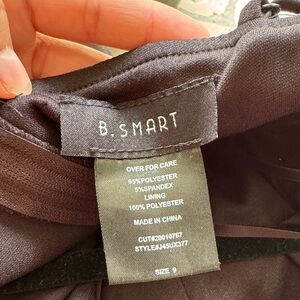 B. SMART
OVER FOR CARE
95%POLYESTER
5%SPANDEX
LINING
100%POLYESTER
MADE IN CHINA
CUT#20010767
STYLE#J45UX377
SIZE 9